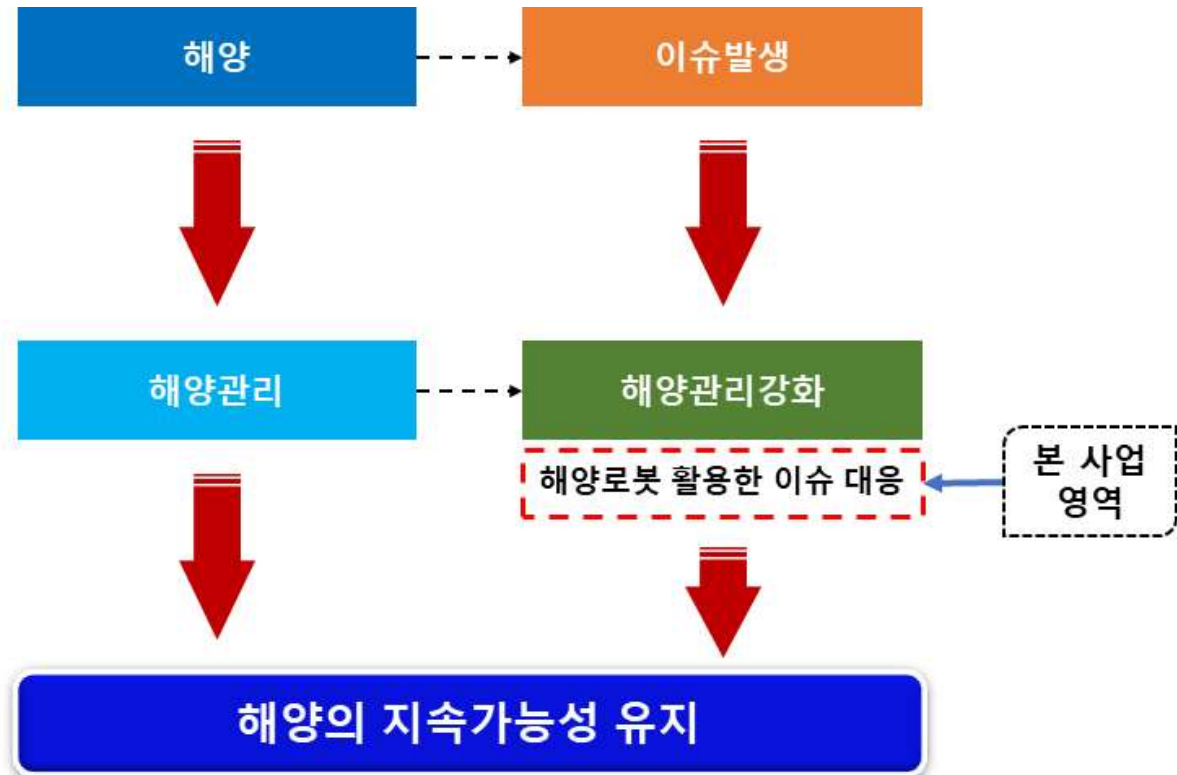 해양
이슈발생
해양관리
해양관리강화
해양로봇 활용한 이슈 대응
본 사업
영역
해양의 지속가능성 유지